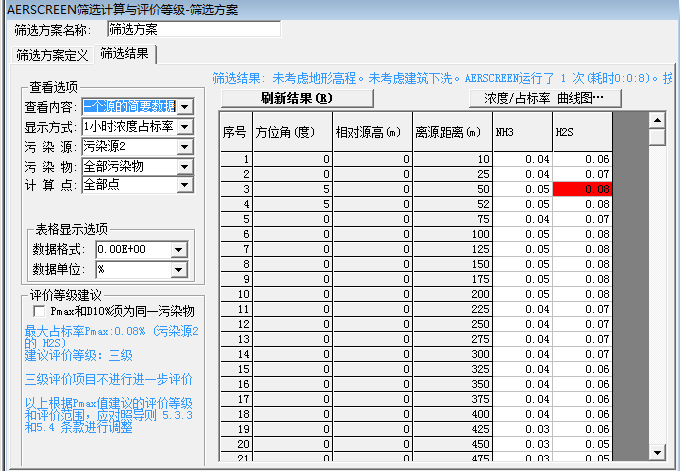 AERSCREEN筛选计算与评价等级-筛选方案
筛选方案名称: 筛选方案
筛选方案定义 筛选结果
查看选项
查看内容: 一个源的简要数据
显示方式: 1小时浓度占标率
污 染 源: 污染源2
污 染 物: 全部污染物
计 算 点: 全部点
表格显示选项
数据格式: 0.00E+00
数据单位: %
评价等级建议
Pmax和D10%须为同一污染物
最大占标率Pmax:0.08% (污染源2
的 H2S)
建议评价等级: 三级
三级评价项目不进行进一步评价
以上根据Pmax值建议的评价等级
和评价范围, 应对照导则 5.3.3
和5.4 条款进行调整
筛选结果: 未考虑地形高程。未考虑建筑下洗。AERSCREEN运行了 1 次(耗时0:0:8)。按
刷新结果(R) 浓度/占标率 曲线图…
序号 方位角(度) 相对源高(m) 离源距离(m) NH3 H2S
1 0 0 10 0.04 0.06
2 0 0 25 0.04 0.07
3 5 0 50 0.05 0.08
4 5 0 52 0.05 0.08
5 0 0 75 0.04 0.07
6 0 0 100 0.05 0.08
7 0 0 125 0.05 0.08
8 0 0 150 0.05 0.08
9 0 0 175 0.05 0.08
10 0 0 200 0.05 0.08
11 0 0 225 0.04 0.07
12 0 0 250 0.04 0.07
13 0 0 275 0.04 0.07
14 0 0 300 0.04 0.07
15 0 0 325 0.04 0.06
16 0 0 350 0.04 0.06
17 0 0 375 0.04 0.06
18 0 0 400 0.04 0.06
19 0 0 425 0.03 0.06
20 0 0 450 0.03 0.05
21 0 0 475 0.03 0.05